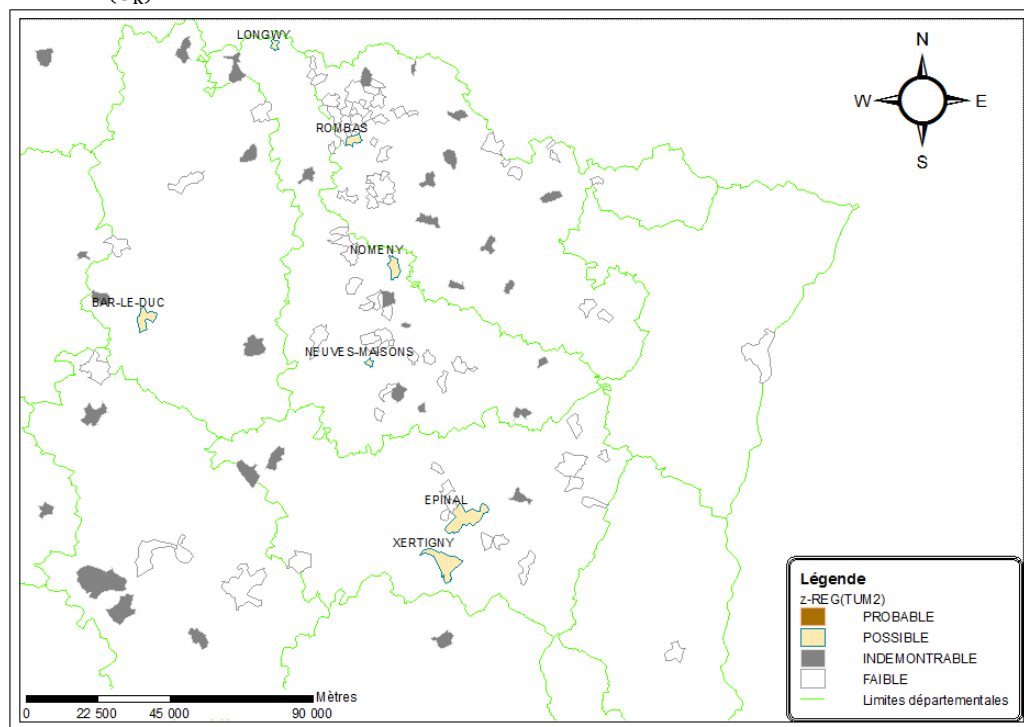 LONGWY
N
W E
S
ROMBAS
NOMENY
BAR-LE-DUC
NEUVES-MAISONS
EPINAL
XERTIGNY
Légende
z-REG(TUM2)
PROBABLE
POSSIBLE
INDEMONTRABLE
FAIBLE
Limites départementales
Mètres
0 22 500 45 000 90 000